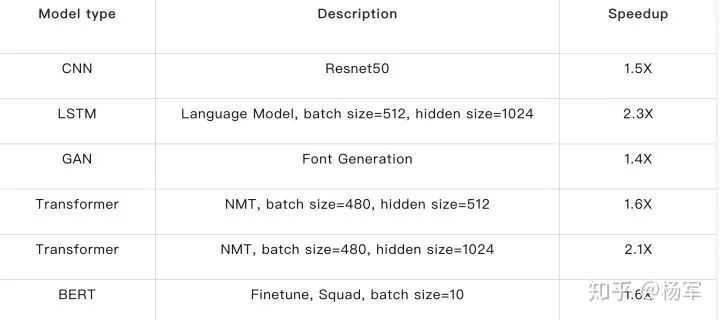 Model type Description Speedup
CNN Resnet50 1.5X
LSTM Language Model, batch size=512, hidden size=1024 2.3X
GAN Font Generation 1.4X
Transformer NMT, batch size=480, hidden size=512 1.6X
Transformer NMT, batch size=480, hidden size=1024 2.1X
BERT Finetune, Squad, batch size=10 1.6X
知乎 @杨军